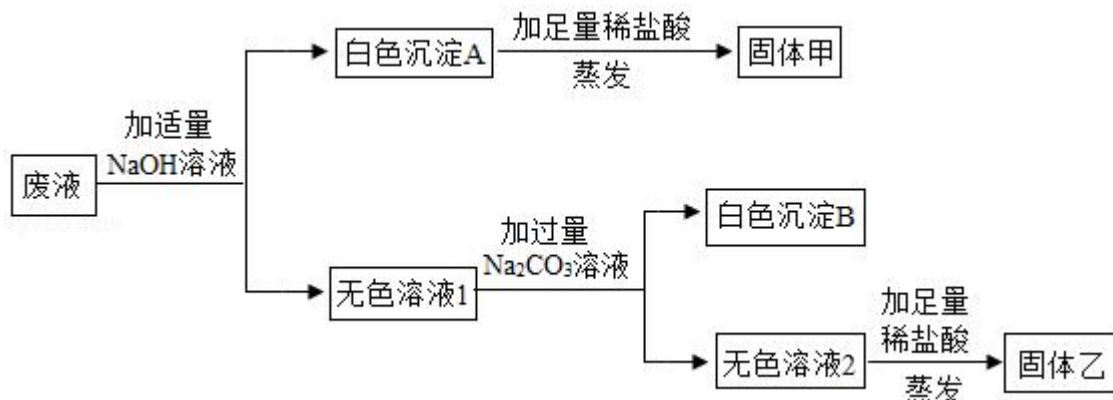 白色沉淀A
加足量稀盐酸
蒸发
固体甲
加适量
NaOH溶液
废液
白色沉淀B
加过量
Na₂CO₃溶液
无色溶液1
加足量
稀盐酸
蒸发
无色溶液2
固体乙